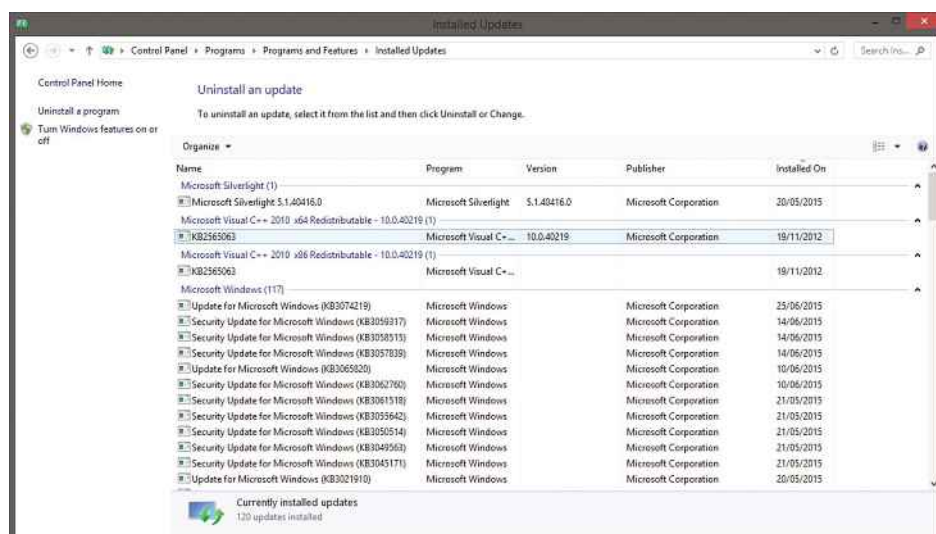 Installed Updates
Control Panel Programs Programs and Features Installed Updates
Search Ins...
Control Panel Home
Uninstall a program
Turn Windows features on or off
Uninstall an update
To uninstall an update, select it from the list and then click Uninstall or Change.
Organize
Name Program Version Publisher Installed On
Microsoft Silverlight (1)
Microsoft Silverlight 5.1.40416.0 Microsoft Silverlight 5.1.40416.0 Microsoft Corporation 20/05/2015
Microsoft Visual C++ 2010 x64 Redistributable - 10.0.40219 (1)
KB2565063 Microsoft Visual C+... 10.0.40219 Microsoft Corporation 19/11/2012
Microsoft Visual C++ 2010 x86 Redistributable - 10.0.40219 (1)
KB2565063 Microsoft Visual C+... 19/11/2012
Microsoft Windows (117)
Update for Microsoft Windows (KB3074219) Microsoft Windows Microsoft Corporation 25/06/2015
Security Update for Microsoft Windows (KB3059317) Microsoft Windows Microsoft Corporation 14/06/2015
Security Update for Microsoft Windows (KB3058515) Microsoft Windows Microsoft Corporation 14/06/2015
Security Update for Microsoft Windows (KB3057839) Microsoft Windows Microsoft Corporation 14/06/2015
Update for Microsoft Windows (KB3065820) Microsoft Windows Microsoft Corporation 10/06/2015
Security Update for Microsoft Windows (KB3062760) Microsoft Windows Microsoft Corporation 10/06/2015
Security Update for Microsoft Windows (KB3061518) Microsoft Windows Microsoft Corporation 21/05/2015
Security Update for Microsoft Windows (KB3055642) Microsoft Windows Microsoft Corporation 21/05/2015
Security Update for Microsoft Windows (KB3050514) Microsoft Windows Microsoft Corporation 21/05/2015
Security Update for Microsoft Windows (KB3049563) Microsoft Windows Microsoft Corporation 21/05/2015
Security Update for Microsoft Windows (KB3045171) Microsoft Windows Microsoft Corporation 21/05/2015
Update for Microsoft Windows (KB3021910) Microsoft Windows Microsoft Corporation 20/05/2015
Currently installed updates
120 updates installed